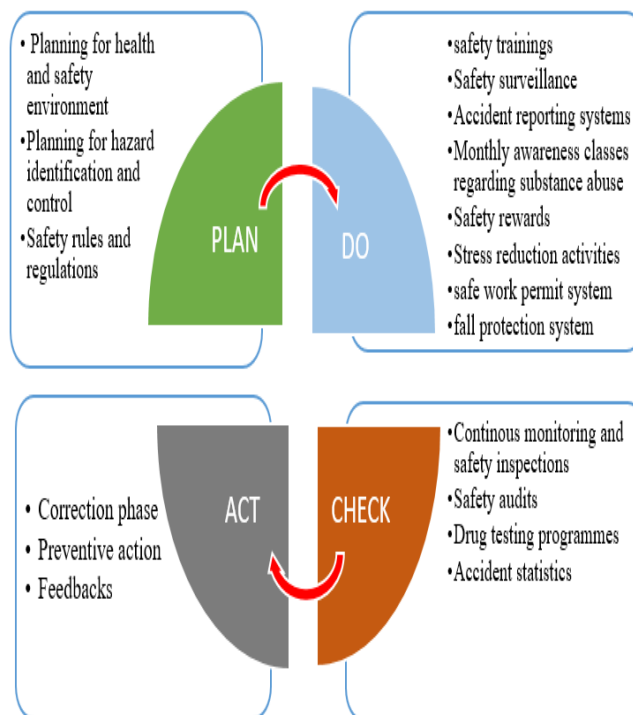 • Planning for health
and safety
environment
•Planning for hazard
identification and
control
•Safety rules and
regulations
PLAN
•safety trainings
•Safety surveillance
•Accident reporting systems
•Monthly awareness classes
regarding substance abuse
•Safety rewards
•Stress reduction activities
•safe work permit system
•fall protection system
DO
• Correction phase
• Preventive action
• Feedbacks
ACT
CHECK
•Continous monitoring and
safety inspections
•Safety audits
•Drug testing programmes
•Accident statistics